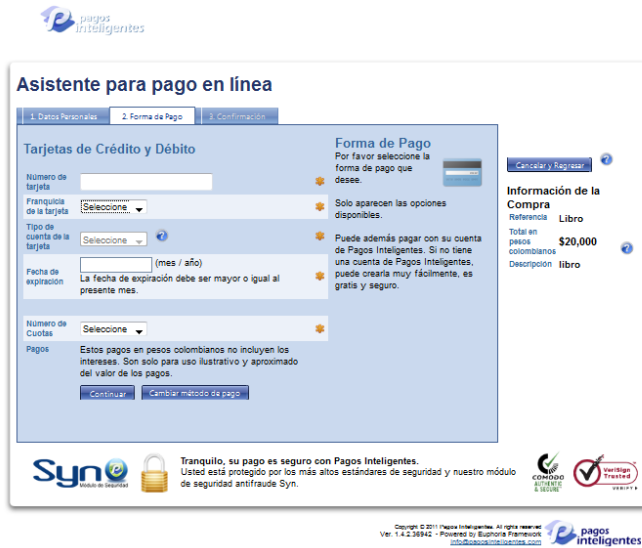 pagos
inteligentes
Asistente para pago en línea
1. Datos Personales
2. Forma de Pago
3. Confirmación
Tarjetas de Crédito y Débito
Número de
tarjeta
Franquicia
de la tarjeta
Seleccione
Tipo de
cuenta de la
tarjeta
Seleccione
Fecha de
expiración
(mes / año)
La fecha de expiración debe ser mayor o igual al
presente mes.
Número de
Cuotas
Seleccione
Pagos
Estos pagos en pesos colombianos no incluyen los
intereses. Son solo para uso ilustrativo y aproximado
del valor de los pagos.
Continuar
Cambiar método de pago
Forma de Pago
Por favor seleccione la
forma de pago que
desee.
Solo aparecen las opciones
disponibles.
Puede además pagar con su cuenta
de Pagos Inteligentes. Si no tiene
una cuenta de Pagos Inteligentes,
puede crearla muy fácilmente, es
gratis y seguro.
Cancelar y Regresar
Información de la
Compra
Referencia Libro
Total en
pesos
colombianos
$20,000
Descripción libro
Syn
Módulo de Seguridad
Tranquilo, su pago es seguro con Pagos Inteligentes.
Usted está protegido por los más altos estándares de seguridad y nuestro módulo
de seguridad antifraude Syn.
COMODO
AUTHENTIC
& SECURE
VeriSign
Trusted
VERIFY
Copyright © 2011 Pagos Inteligentes. All rights reserved
Ver. 1.4.2.36942 - Powered by Euphoria Framework
info@pagosinteligentes.com
pagos
inteligentes